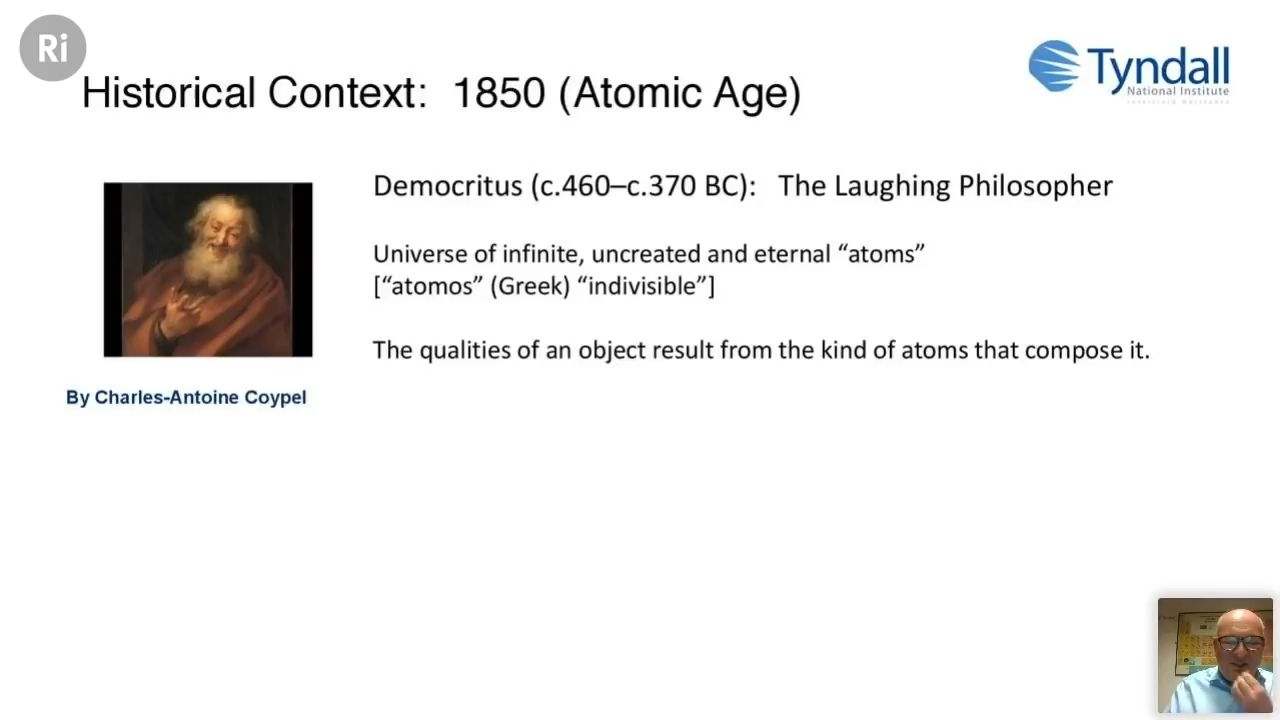 Ri
Historical Context: 1850 (Atomic Age)
Tyndall
National Institute
Democritus (c.460–c.370 BC): The Laughing Philosopher
Universe of infinite, uncreated and eternal “atoms”
[“atomos” (Greek) “indivisible”]
The qualities of an object result from the kind of atoms that compose it.
By Charles-Antoine Coypel